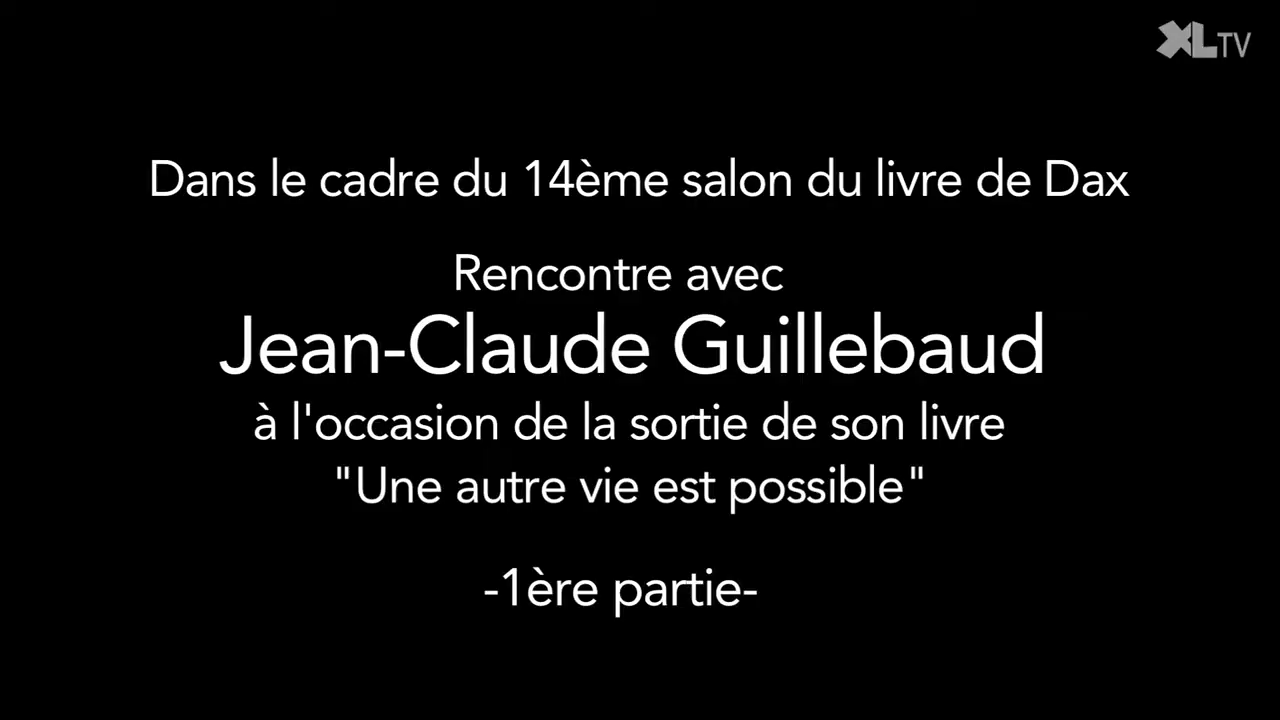 XLTV
Dans le cadre du 14ème salon du livre de Dax
Rencontre avec
Jean-Claude Guillebaud
à l'occasion de la sortie de son livre
"Une autre vie est possible"
-1ère partie-